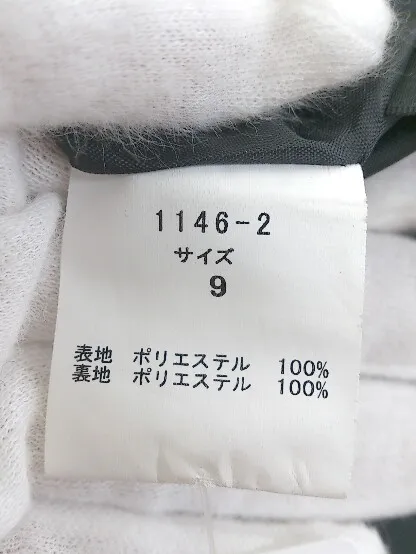 1146-2
サイズ
9
表地 ポリエステル 100%
裏地 ポリエステル 100%